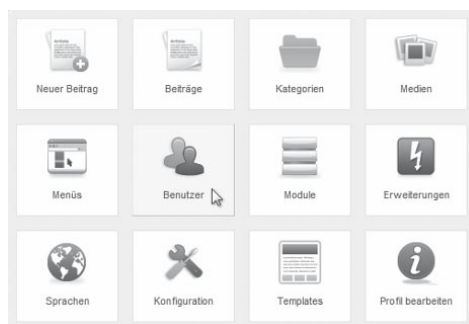 Neuer Beitrag
Beiträge
Kategorien
Medien
Menüs
Benutzer
Module
Erweiterungen
Sprachen
Konfiguration
Templates
Profil bearbeiten